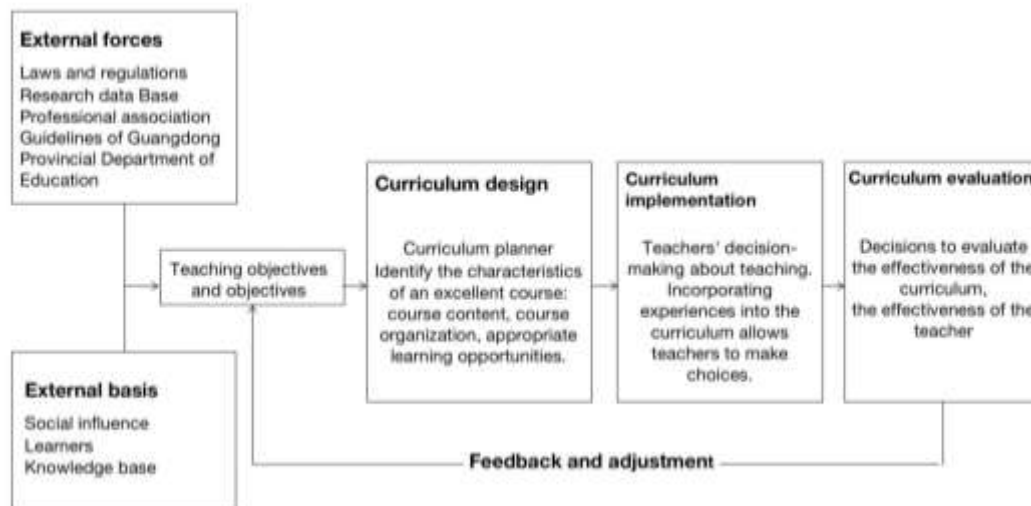 External forces
Laws and regulations
Research data Base
Professional association
Guidelines of Guangdong
Provincial Department of
Education
External basis
Social influence
Learners
Knowledge base
Teaching objectives
and objectives
Curriculum design
Curriculum planner
Identify the characteristics
of an excellent course:
course content, course
organization, appropriate
learning opportunities.
Curriculum
implementation
Teachers' decision-
making about teaching.
Incorporating
experiences into the
curriculum allows
teachers to make
choices.
Curriculum evaluation
Decisions to evaluate
the effectiveness of the
curriculum,
the effectiveness of the
teacher
Feedback and adjustment